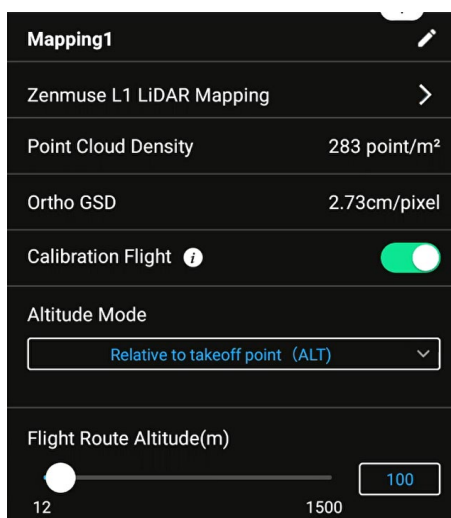 Mapping1
Zenmuse L1 LiDAR Mapping
Point Cloud Density 283 point/m²
Ortho GSD 2.73cm/pixel
Calibration Flight i
Altitude Mode
Relative to takeoff point (ALT)
Flight Route Altitude(m)
100
12 1500